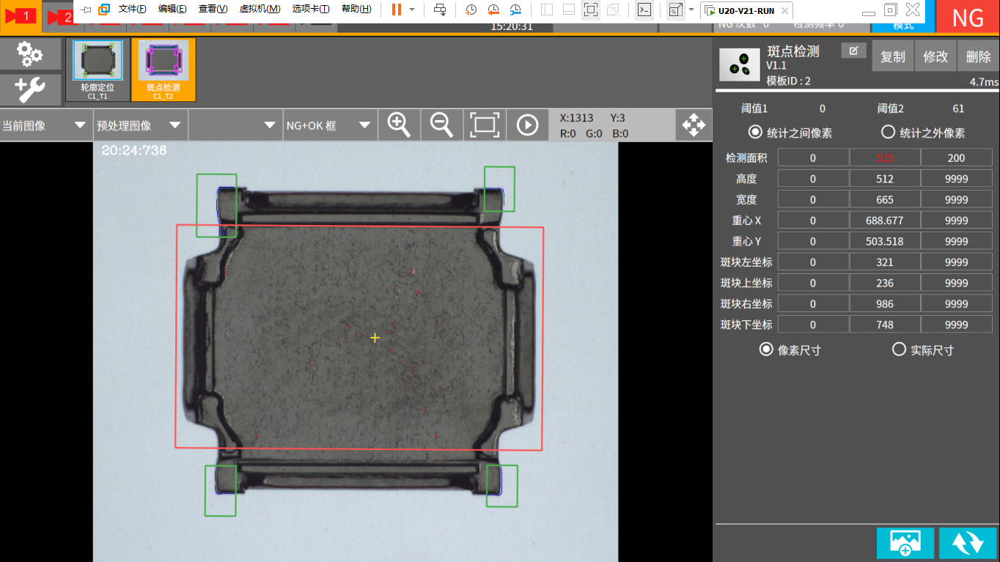 1
2
文件(F) 编辑(E) 查看(V) 虚拟机(M) 选项卡(T) 帮助(H)
U20-V21-RUN
15:20:31
NG 次数 0 检测频率 0
模式
NG
轮廓定位
C1_T1
斑点检测
C1_T2
斑点检测
V1.1
模板ID : 2
复制 修改 删除
4.7ms
当前图像 预处理图像 NG+OK 框
X:1313 Y:3
R:0 G:0 B:0
20:24:736
阈值1 0 阈值2 61
统计之间像素 统计之外像素
检测面积 0 515 200
高度 0 512 9999
宽度 0 665 9999
重心 X 0 688.677 9999
重心 Y 0 503.518 9999
斑块左坐标 0 321 9999
斑块上坐标 0 236 9999
斑块右坐标 0 986 9999
斑块下坐标 0 748 9999
像素尺寸 实际尺寸